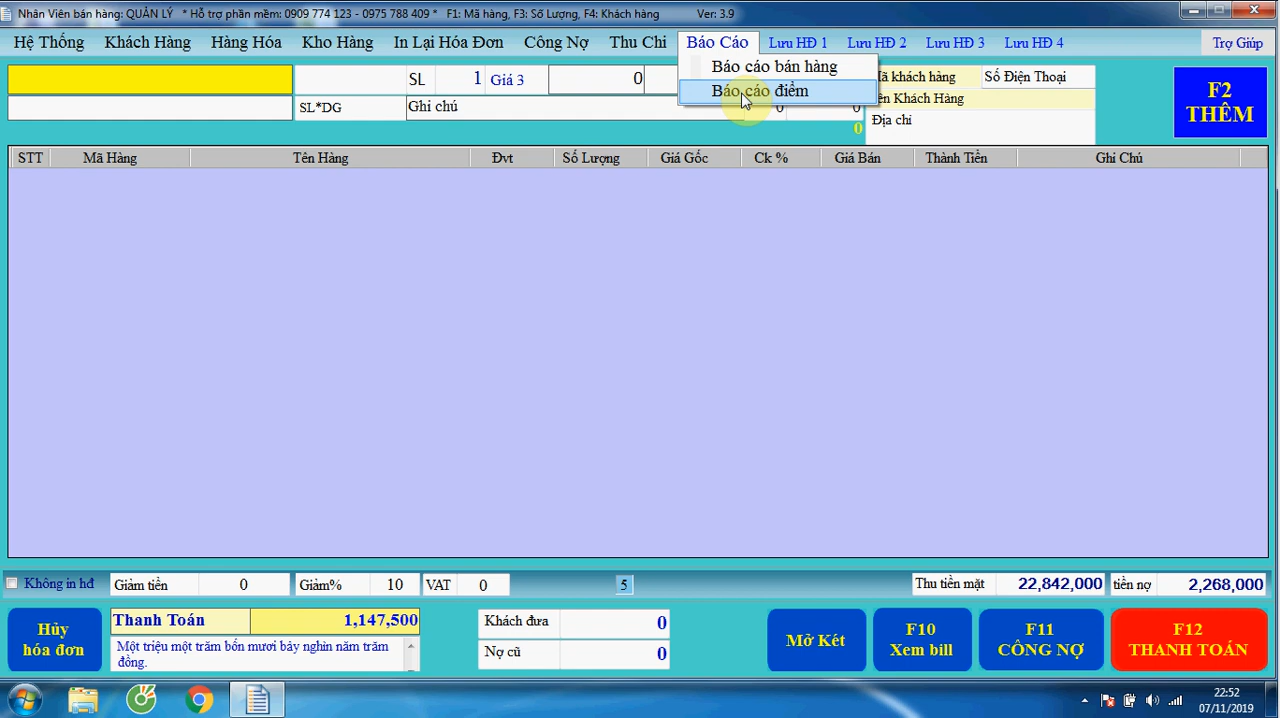 Nhân Viên bán hàng: QUẢN LÝ * Hỗ trợ phần mềm: 0909 774 123 - 0975 788 409 * F1: Mã hàng, F3: Số Lượng, F4: Khách hàng Ver: 3.9
Hệ Thống Khách Hàng Hàng Hóa Kho Hàng In Lại Hóa Đơn Công Nợ Thu Chi Báo Cáo Lưu HĐ 1 Lưu HĐ 2 Lưu HĐ 3 Lưu HĐ 4 Trợ Giúp
Báo cáo bán hàng
Báo cáo điểm
SL 1 Giá 3 0 khách hàng Số Điện Thoại
SL*DG Ghi chú 0 0 Khách Hàng
0 Địa chỉ
F2
THÊM
STT Mã Hàng Tên Hàng Đvt Số Lượng Giá Gốc Ck % Giá Bán Thành Tiền Ghi Chú
Không in hđ Giảm tiền 0 Giảm% 10 VAT 0 5 Thu tiền mặt 22,842,000 tiền nợ 2,268,000
Hủy
hóa đơn
Thanh Toán 1,147,500
Một triệu một trăm bốn mươi bảy nghìn năm trăm
đồng.
Khách đưa 0
Nợ cũ 0
Mở Két
F10
Xem bill
F11
CÔNG NỢ
F12
THANH TOÁN
22:52
07/11/2019